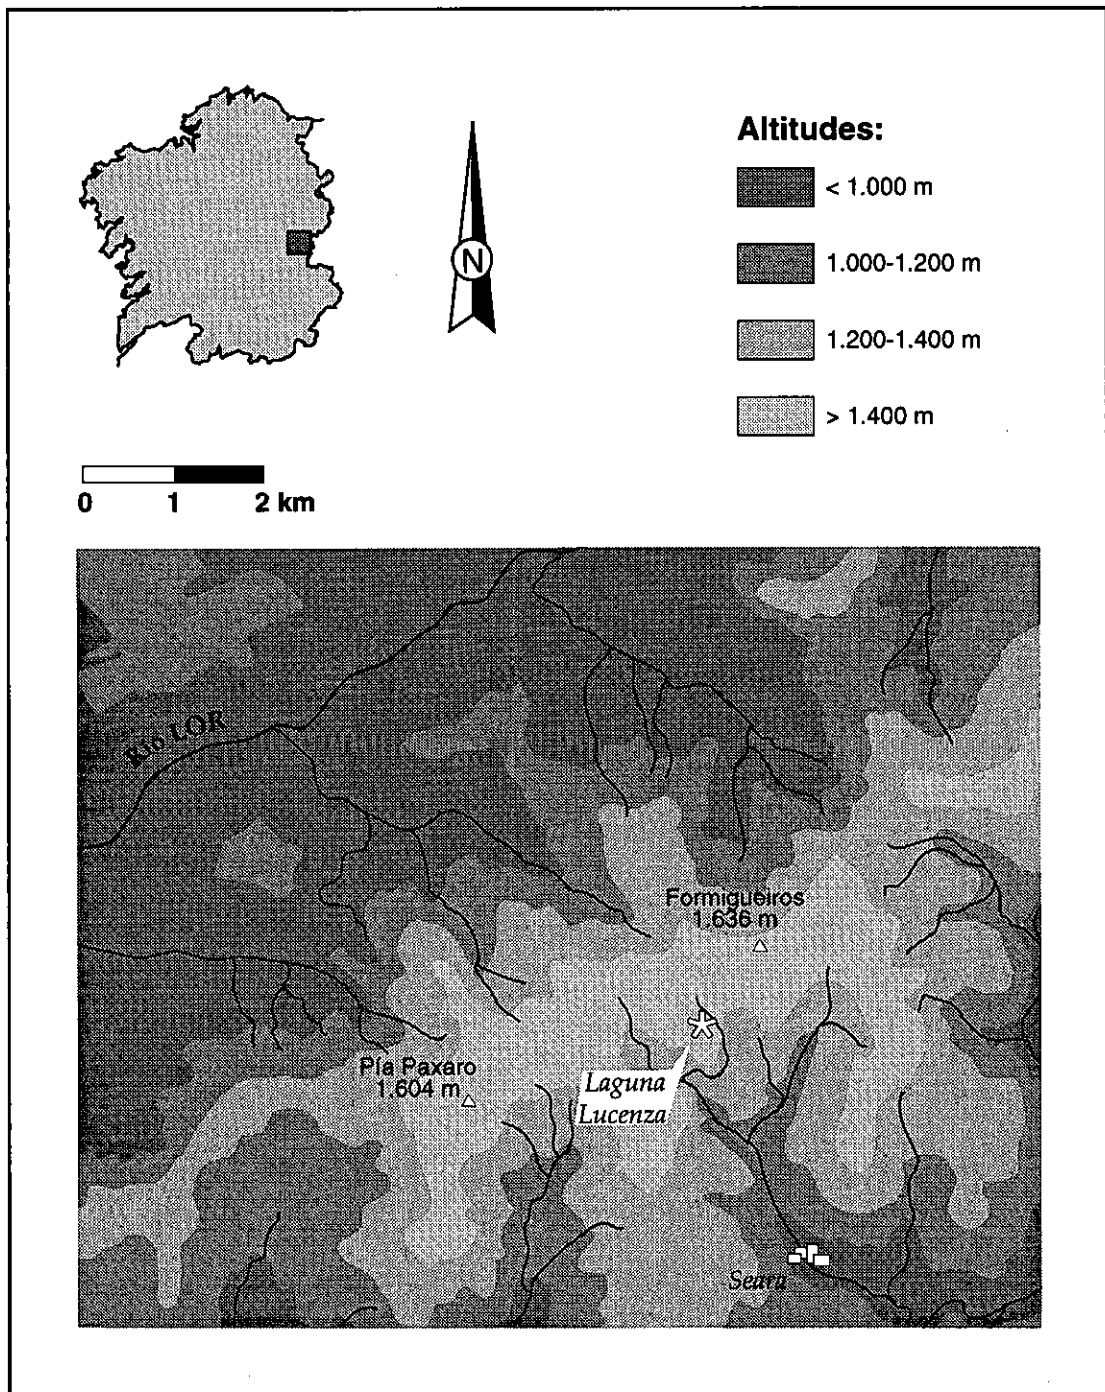 Altitudes:
< 1.000 m
1.000-1.200 m
1.200-1.400 m
> 1.400 m
N
0 1 2 km
Río LOR
Formigueiros
1.636 m
Pía Paxaro
1.604 m
Laguna
Lucenza
Seara